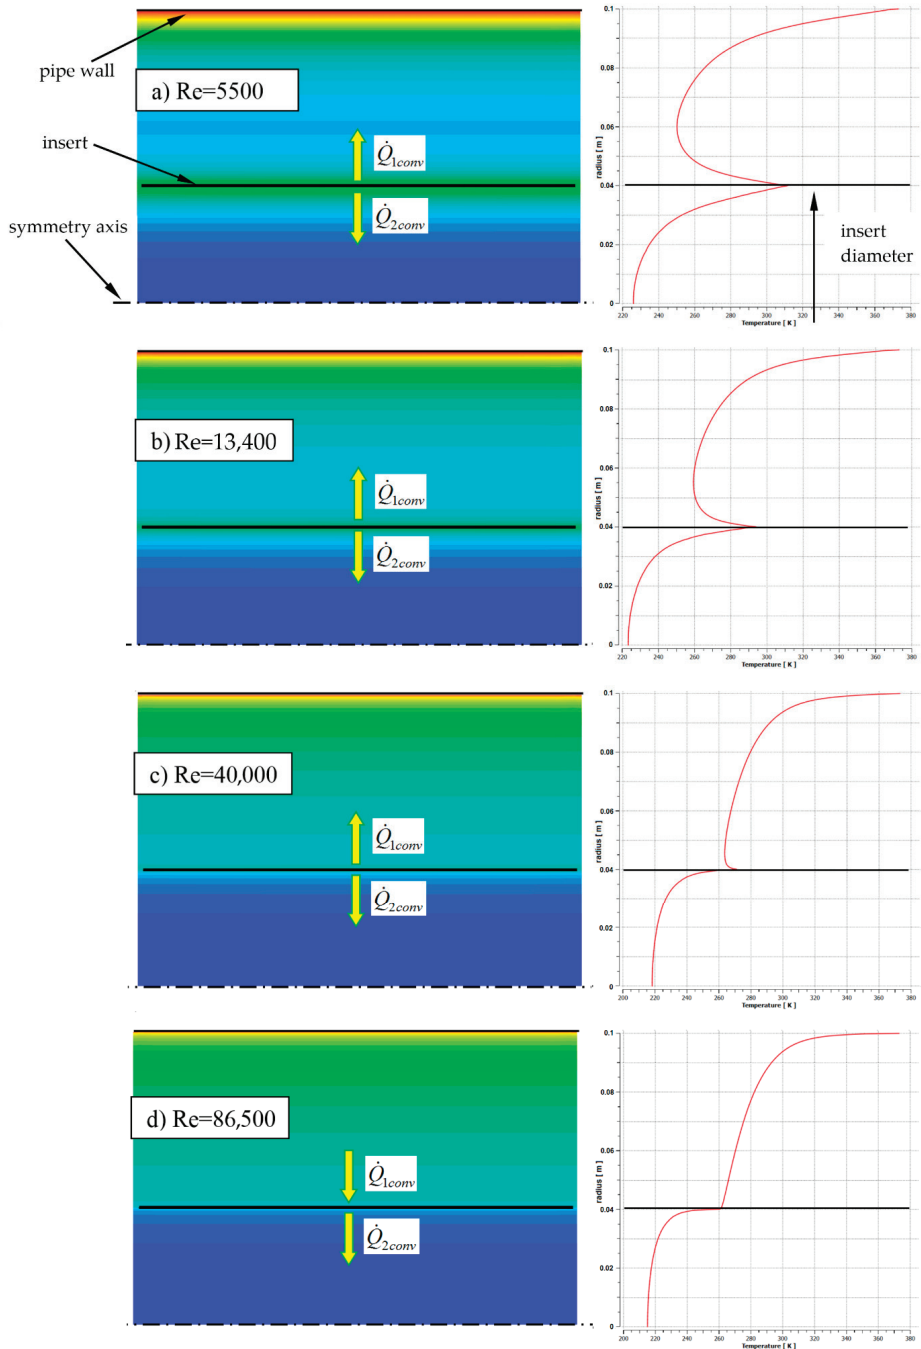 pipe wall
a) Re=5500
insert
Q̇1conv
Q̇2conv
symmetry axis
0.1
0.08
0.06
0.04
0.02
0
radius [ m ]
220 240 260 280 300 320 340 360 380
Temperature [ K ]
insert
diameter
b) Re=13,400
Q̇1conv
Q̇2conv
0.1
0.08
0.06
0.04
0.02
0
radius [ m ]
220 240 260 280 300 320 340 360 380
Temperature [ K ]
c) Re=40,000
Q̇1conv
Q̇2conv
0.1
0.08
0.06
0.04
0.02
0
radius [ m ]
200 220 240 260 280 300 320 340 360 380
Temperature [ K ]
d) Re=86,500
Q̇1conv
Q̇2conv
0.1
0.08
0.06
0.04
0.02
0
radius [ m ]
200 220 240 260 280 300 320 340 360 380
Temperature [ K ]